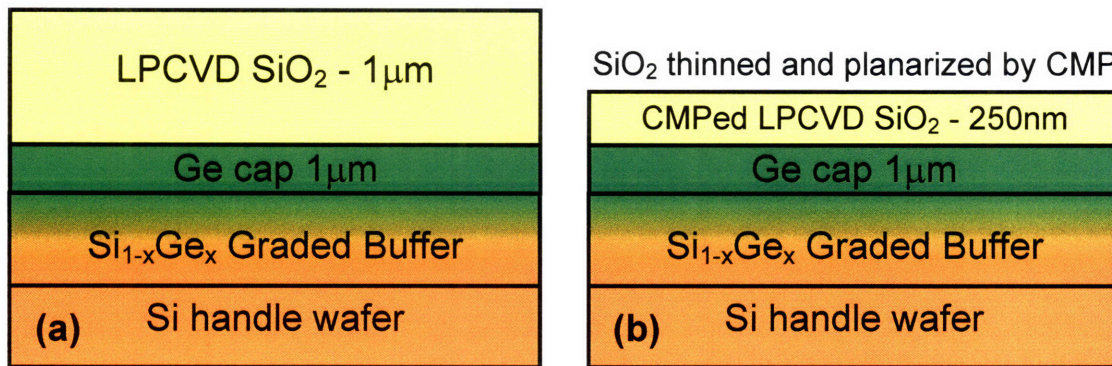 LPCVD SiO₂ - 1μm
Ge cap 1μm
Si₁₋ₓGeₓ Graded Buffer
(a) Si handle wafer
SiO₂ thinned and planarized by CMP
CMPed LPCVD SiO₂ - 250nm
Ge cap 1μm
Si₁₋ₓGeₓ Graded Buffer
(b) Si handle wafer